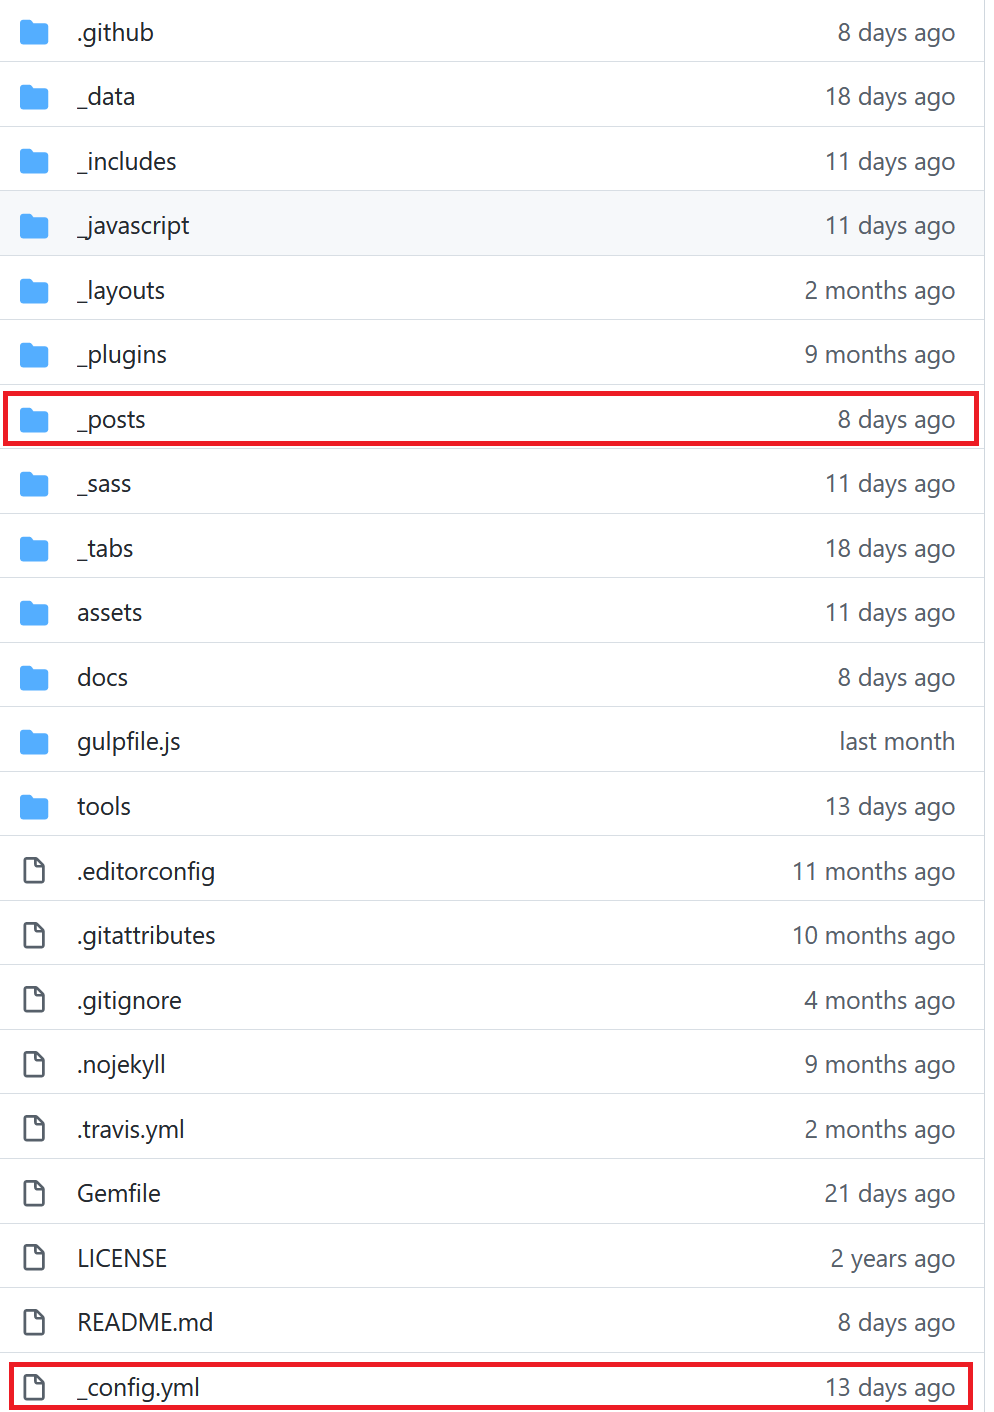 .github 8 days ago
_data 18 days ago
_includes 11 days ago
_javascript 11 days ago
_layouts 2 months ago
_plugins 9 months ago
_posts 8 days ago
_sass 11 days ago
_tabs 18 days ago
assets 11 days ago
docs 8 days ago
gulpfile.js last month
tools 13 days ago
.editorconfig 11 months ago
.gitattributes 10 months ago
.gitignore 4 months ago
.nojekyll 9 months ago
.travis.yml 2 months ago
Gemfile 21 days ago
LICENSE 2 years ago
README.md 8 days ago
_config.yml 13 days ago